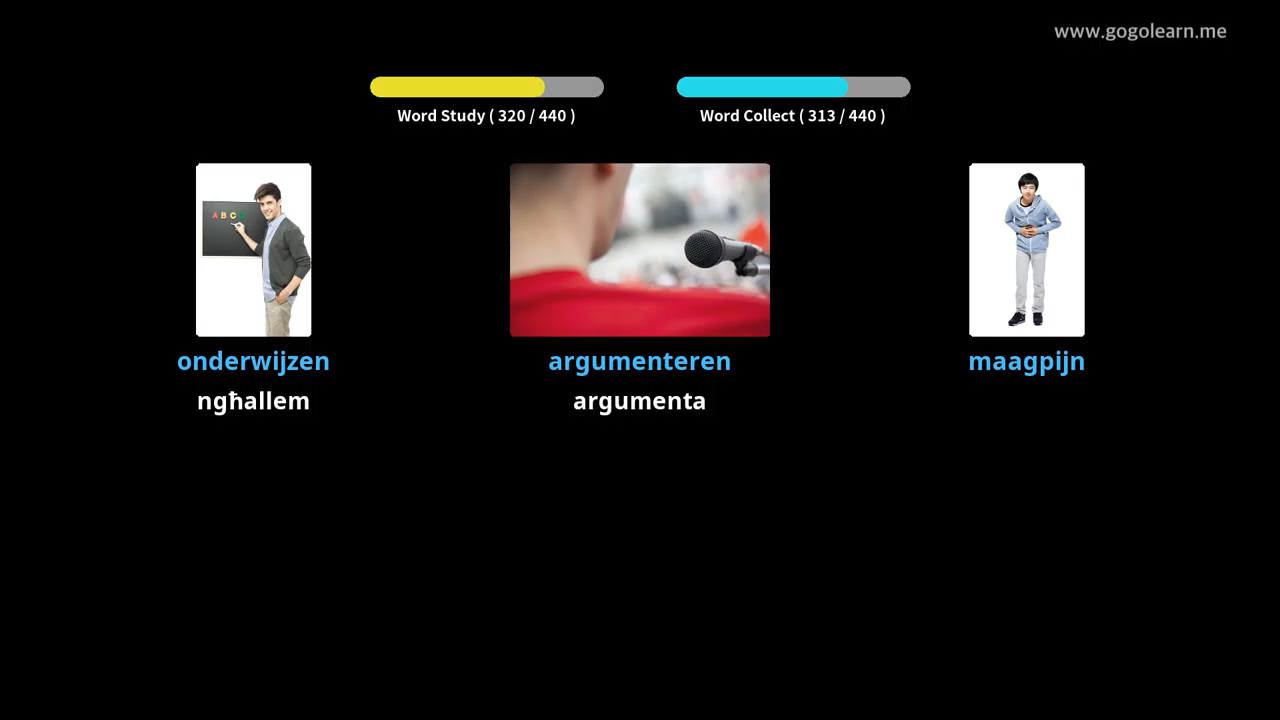 www.gogolearn.me
Word Study ( 320 / 440 )
Word Collect ( 313 / 440 )
A B C D
onderwijzen
argumenteren
maagpijn
ngħallem
argumenta